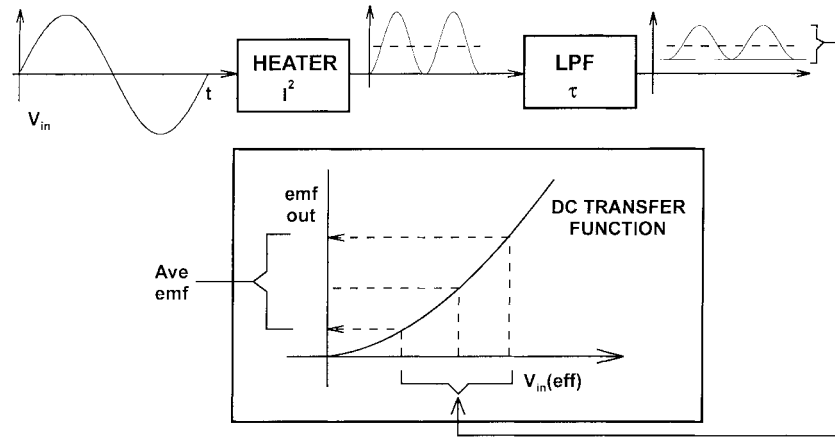 V_in
t
HEATER
I²
LPF
τ
emf
out
DC TRANSFER
FUNCTION
Ave
emf
V_in(eff)